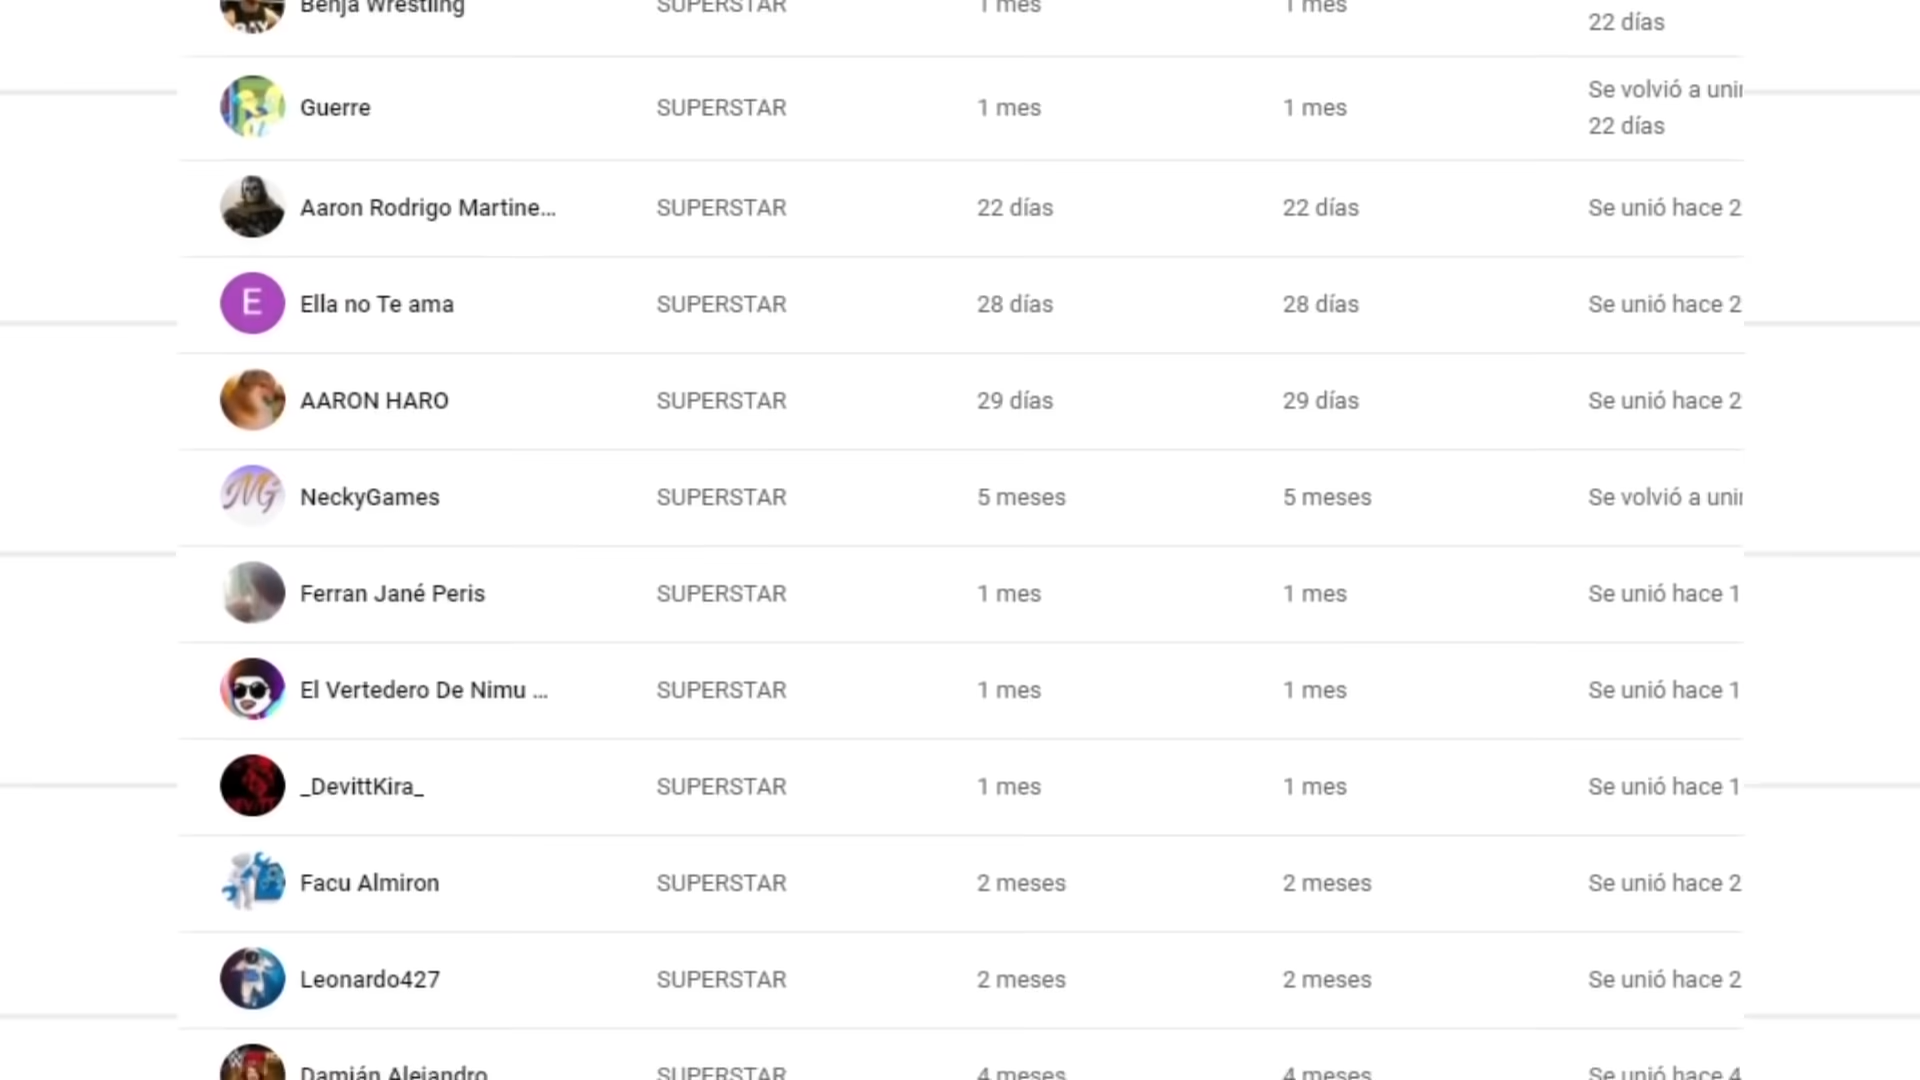 Benja Wrestling SUPERSTAR 1 mes 1 mes
22 días
Guerre SUPERSTAR 1 mes 1 mes Se volvió a unir
22 días
Aaron Rodrigo Martine... SUPERSTAR 22 días 22 días Se unió hace 2
E Ella no Te ama SUPERSTAR 28 días 28 días Se unió hace 2
AARON HARO SUPERSTAR 29 días 29 días Se unió hace 2
MG NeckyGames SUPERSTAR 5 meses 5 meses Se volvió a unir
Ferran Jané Peris SUPERSTAR 1 mes 1 mes Se unió hace 1
El Vertedero De Nimu ... SUPERSTAR 1 mes 1 mes Se unió hace 1
_DevittKira_ SUPERSTAR 1 mes 1 mes Se unió hace 1
Facu Almiron SUPERSTAR 2 meses 2 meses Se unió hace 2
Leonardo427 SUPERSTAR 2 meses 2 meses Se unió hace 2
Damián Alejandro SUPERSTAR 4 meses 4 meses Se unió hace 4